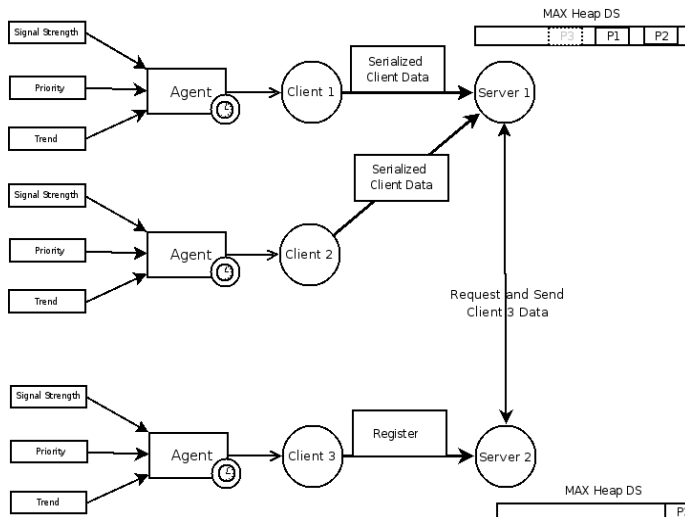 MAX Heap DS
P3
P1
P2
Signal Strength
Priority
Trend
Agent
Client 1
Serialized
Client Data
Server 1
Signal Strength
Priority
Trend
Agent
Client 2
Serialized
Client Data
Request and Send
Client 3 Data
Signal Strength
Priority
Trend
Agent
Client 3
Register
Server 2
MAX Heap DS